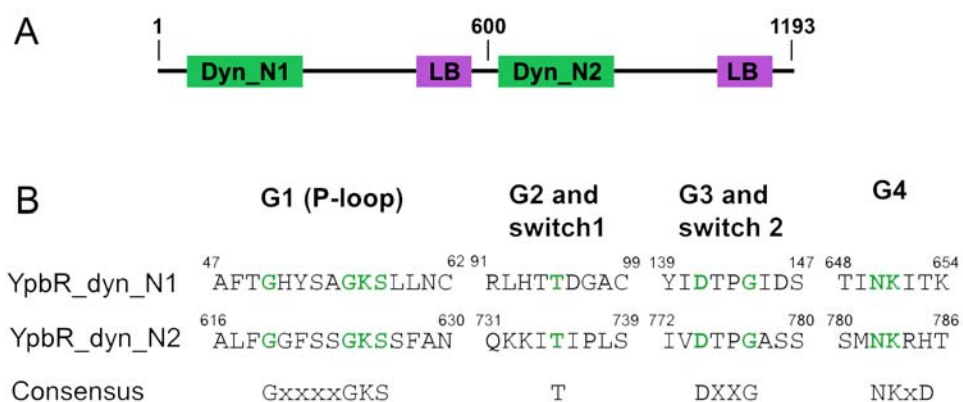 A
1 600 1193
Dyn_N1 LB Dyn_N2 LB
B
G1 (P-loop) G2 and switch1 G3 and switch 2 G4
47 62 91 99 139 147 648 654
YpbR_dyn_N1 AFTGHYSAGKSLLNC RLHTTDGAC YIDTPGIDS TINKITK
616 630 731 739 772 780 780 786
YpbR_dyn_N2 ALFGGFSSGKSSFAN QKKITIPLS IVDTPGASS SMNKRHT
Consensus GxxxxGKS T DXXG NKxD